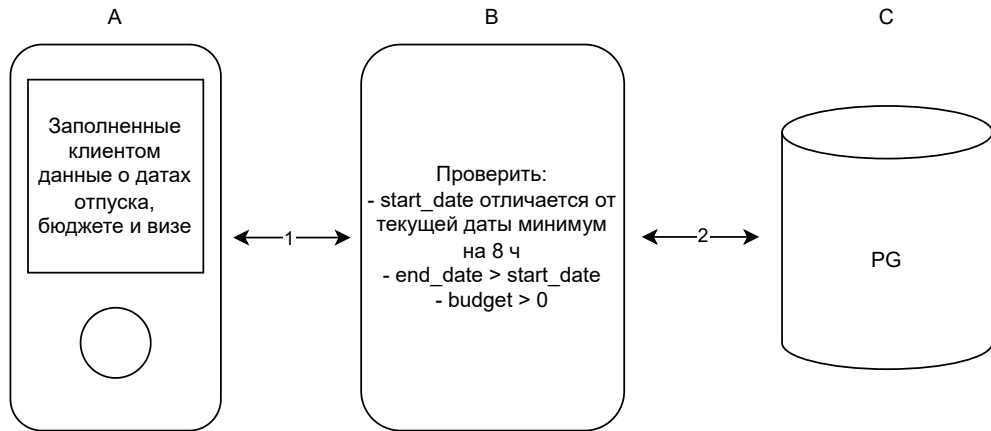 A
B
C
Заполненные
клиентом
данные о датах
отпуска,
бюджете и визе
1
Проверить:
- start_date отличается от
текущей даты минимум
на 8 ч
- end_date > start_date
- budget > 0
2
PG